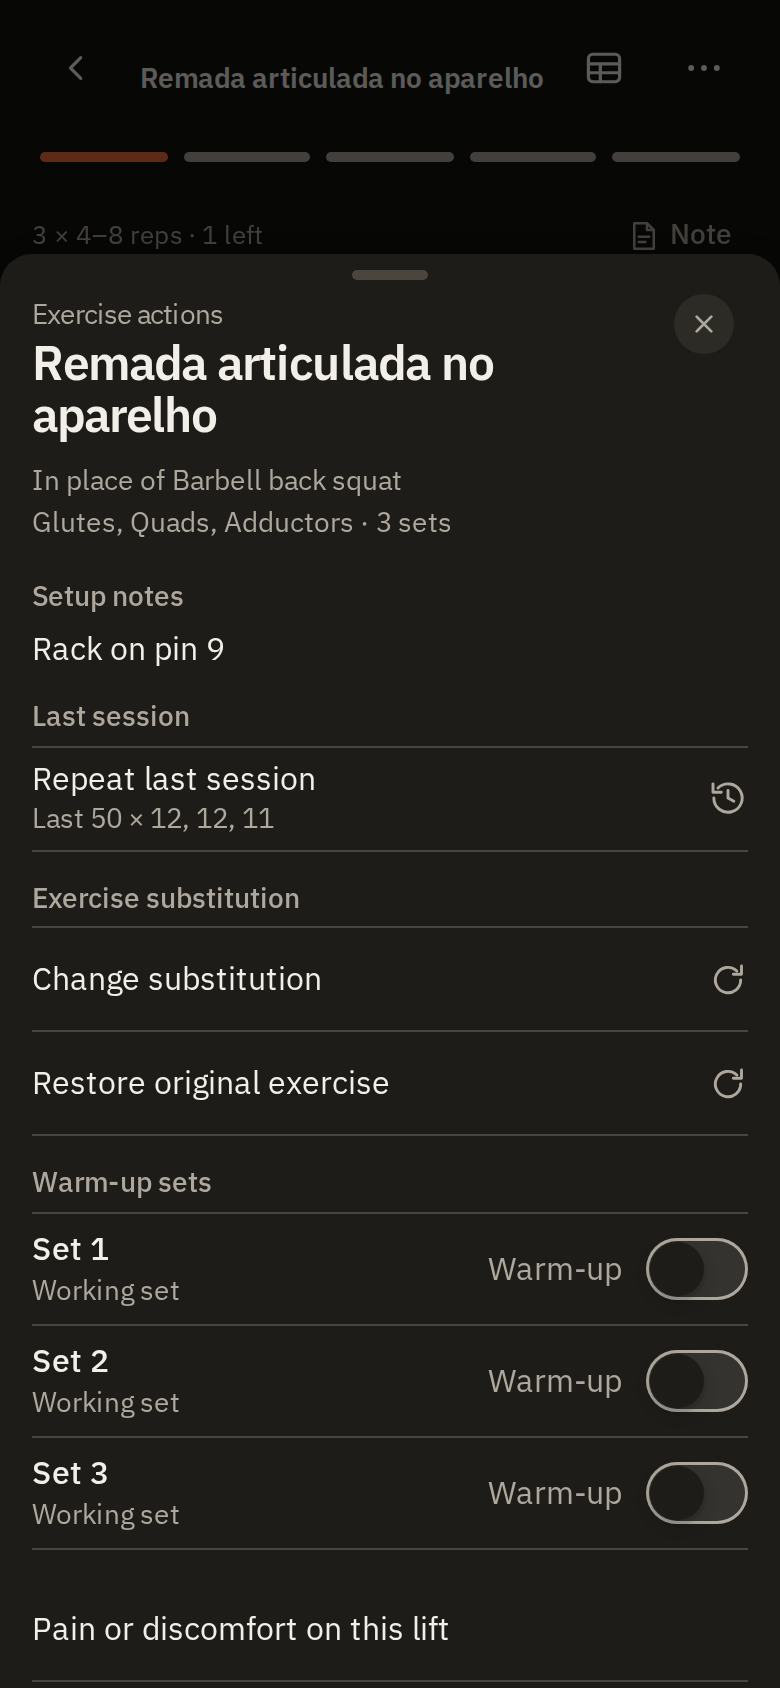 Remada articulada no aparelho
3 × 4–8 reps · 1 left
Note
Exercise actions
Remada articulada no
aparelho
In place of Barbell back squat
Glutes, Quads, Adductors · 3 sets
Setup notes
Rack on pin 9
Last session
Repeat last session
Last 50 × 12, 12, 11
Exercise substitution
Change substitution
Restore original exercise
Warm-up sets
Set 1
Working set
Warm-up
Set 2
Working set
Warm-up
Set 3
Working set
Warm-up
Pain or discomfort on this lift